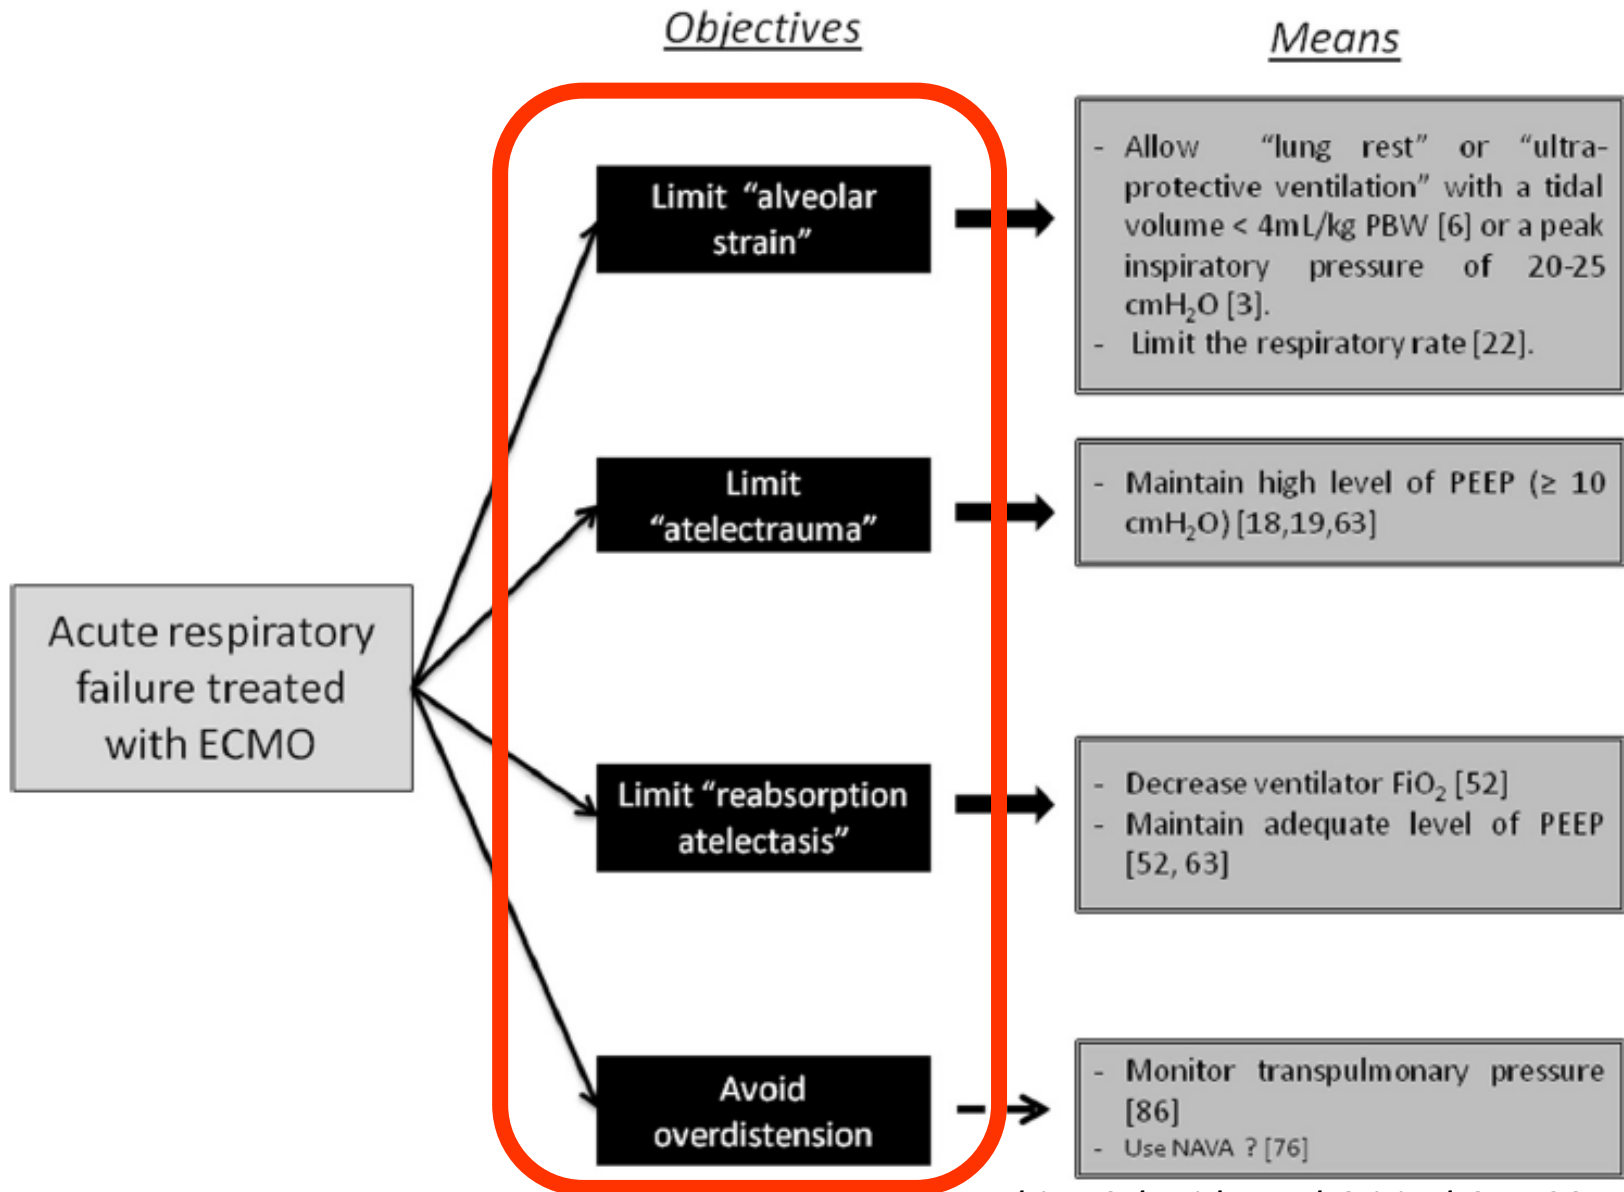 Objectives
Means
Limit "alveolar
strain"
- Allow "lung rest" or "ultra-
protective ventilation" with a tidal
volume < 4mL/kg PBW [6] or a peak
inspiratory pressure of 20-25
cmH₂O [3].
- Limit the respiratory rate [22].
Limit
"atelectrauma"
- Maintain high level of PEEP (≥ 10
cmH₂O) [18,19,63]
Acute respiratory
failure treated
with ECMO
Limit "reabsorption
atelectasis"
- Decrease ventilator FiO₂ [52]
- Maintain adequate level of PEEP
[52, 63]
Avoid
overdistension
- Monitor transpulmonary pressure
[86]
- Use NAVA ? [76]